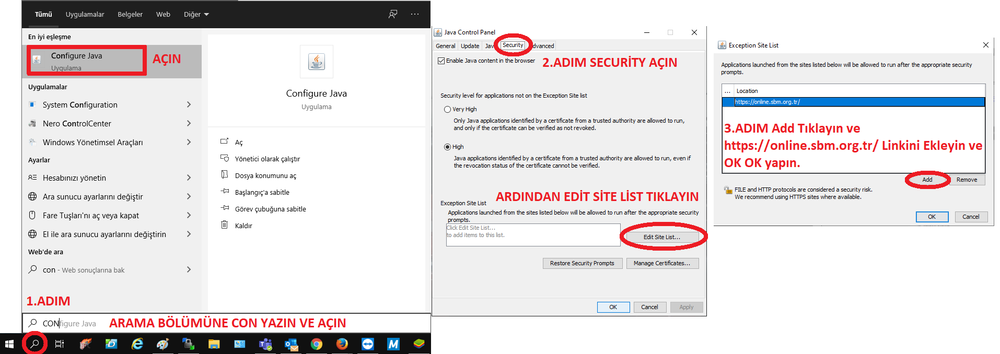 Tümü Uygulamalar Belgeler Web Diğer
En iyi eşleşme
Configure Java
Uygulama
AÇIN
Uygulamalar
System Configuration
Nero ControlCenter
Windows Yönetimsel Araçları
Ayarlar
Hesabınızı yönetin
Ara sunucu ayarlarını değiştir
Fare Tuşları'nı aç veya kapat
El ile ara sunucu ayarlarını değiştirin
Web'de ara
con - Web sonuçlarına bak
1.ADIM
CONfigure Java
ARAMA BÖLÜMÜNE CON YAZIN VE AÇIN
Configure Java
Uygulama
Aç
Yönetici olarak çalıştır
Dosya konumunu aç
Başlangıç'a sabitle
Görev çubuğuna sabitle
Kaldır
Java Control Panel
General Update Jav Security dvanced
Enable Java content in the browser
2.ADIM SECURİTY AÇIN
Security level for applications not on the Exception Site list
Very High
Only Java applications identified by a certificate from a trusted authority are allowed to run,
and only if the certificate can be verified as not revoked.
High
Java applications identified by a certificate from a trusted authority are allowed to run, even if
the revocation status of the certificate cannot be verified.
ARDINDAN EDİT SİTE LİST TIKLAYIN
Exception Site List
Applications launched from the sites listed below will be allowed to run after the appropriate security
prompts.
Click Edit Site List...
to add items to this list.
Edit Site List...
Restore Security Prompts Manage Certificates...
OK Cancel Apply
Exception Site List
Applications launched from the sites listed below will be allowed to run after the appropriate security
prompts.
... Location
https://online.sbm.org.tr/
3.ADIM Add Tıklayın ve
https://online.sbm.org.tr/ Linkini Ekleyin ve
OK OK yapın.
Add Remove
FILE and HTTP protocols are considered a security risk.
We recommend using HTTPS sites where available.
OK Cancel